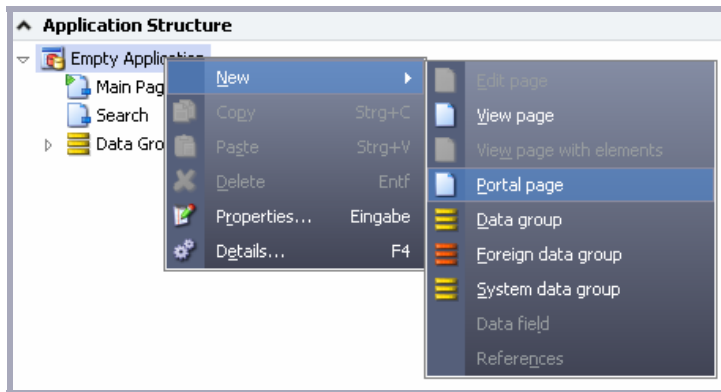 Application Structure
Empty Application
Main Pag
Search
Data Gro
New
Copy Strg+C
Paste Strg+V
Delete Entf
Properties... Eingabe
Details... F4
Edit page
View page
View page with elements
Portal page
Data group
Foreign data group
System data group
Data field
References